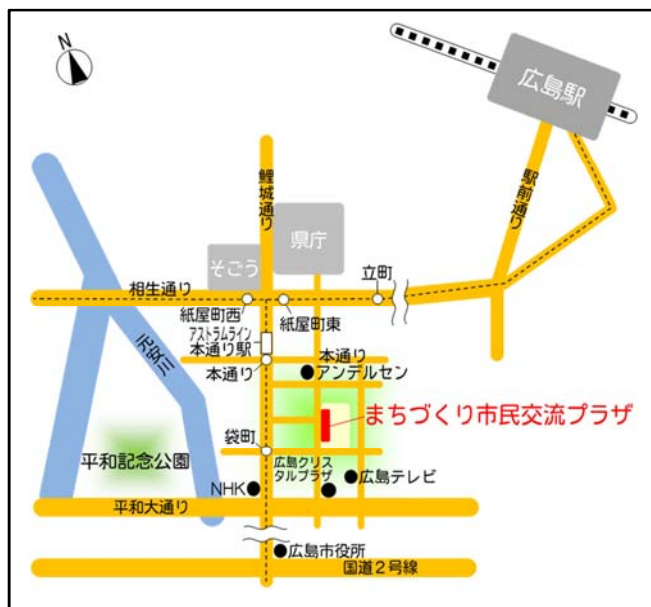 N
広島駅
駅前通り
鯉城通り
県庁
そごう
立町
相生通り
紙屋町西
紙屋町東
アストラムライン
本通り駅
本通り
本通り
アンデルセン
元安川
まちづくり市民交流プラザ
袋町
平和記念公園
広島クリス
タルプラザ
広島テレビ
NHK
平和大通り
広島市役所
国道2号線